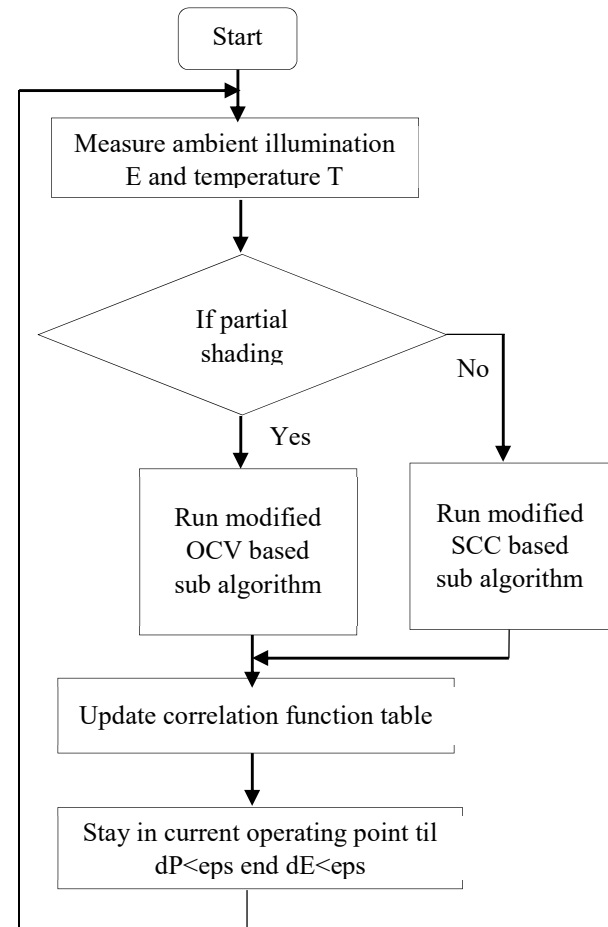 Start
Measure ambient illumination
E and temperature T
If partial
shading
No
Yes
Run modified
OCV based
sub algorithm
Run modified
SCC based
sub algorithm
Update correlation function table
Stay in current operating point til
dP<eps end dE<eps